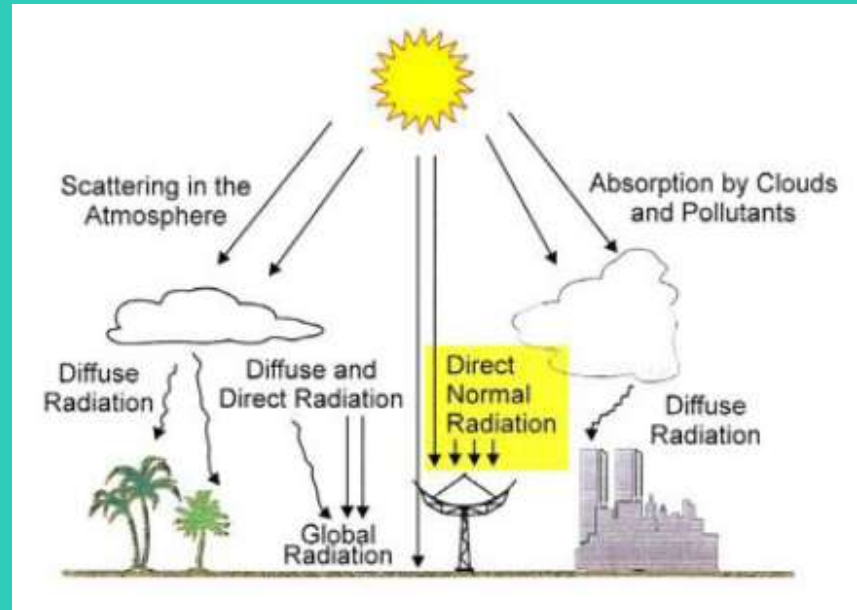 Scattering in the
Atmosphere
Absorption by Clouds
and Pollutants
Diffuse
Radiation
Diffuse and
Direct Radiation
Direct
Normal
Radiation
Diffuse
Radiation
Global
Radiation